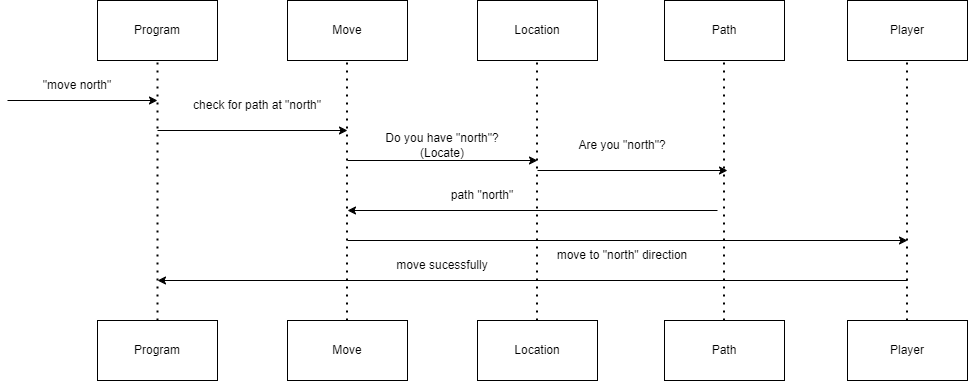 Program
Move
Location
Path
Player
"move north"
check for path at "north"
Do you have "north"?
(Locate)
Are you "north"?
path "north"
move to "north" direction
move sucessfully
Program
Move
Location
Path
Player